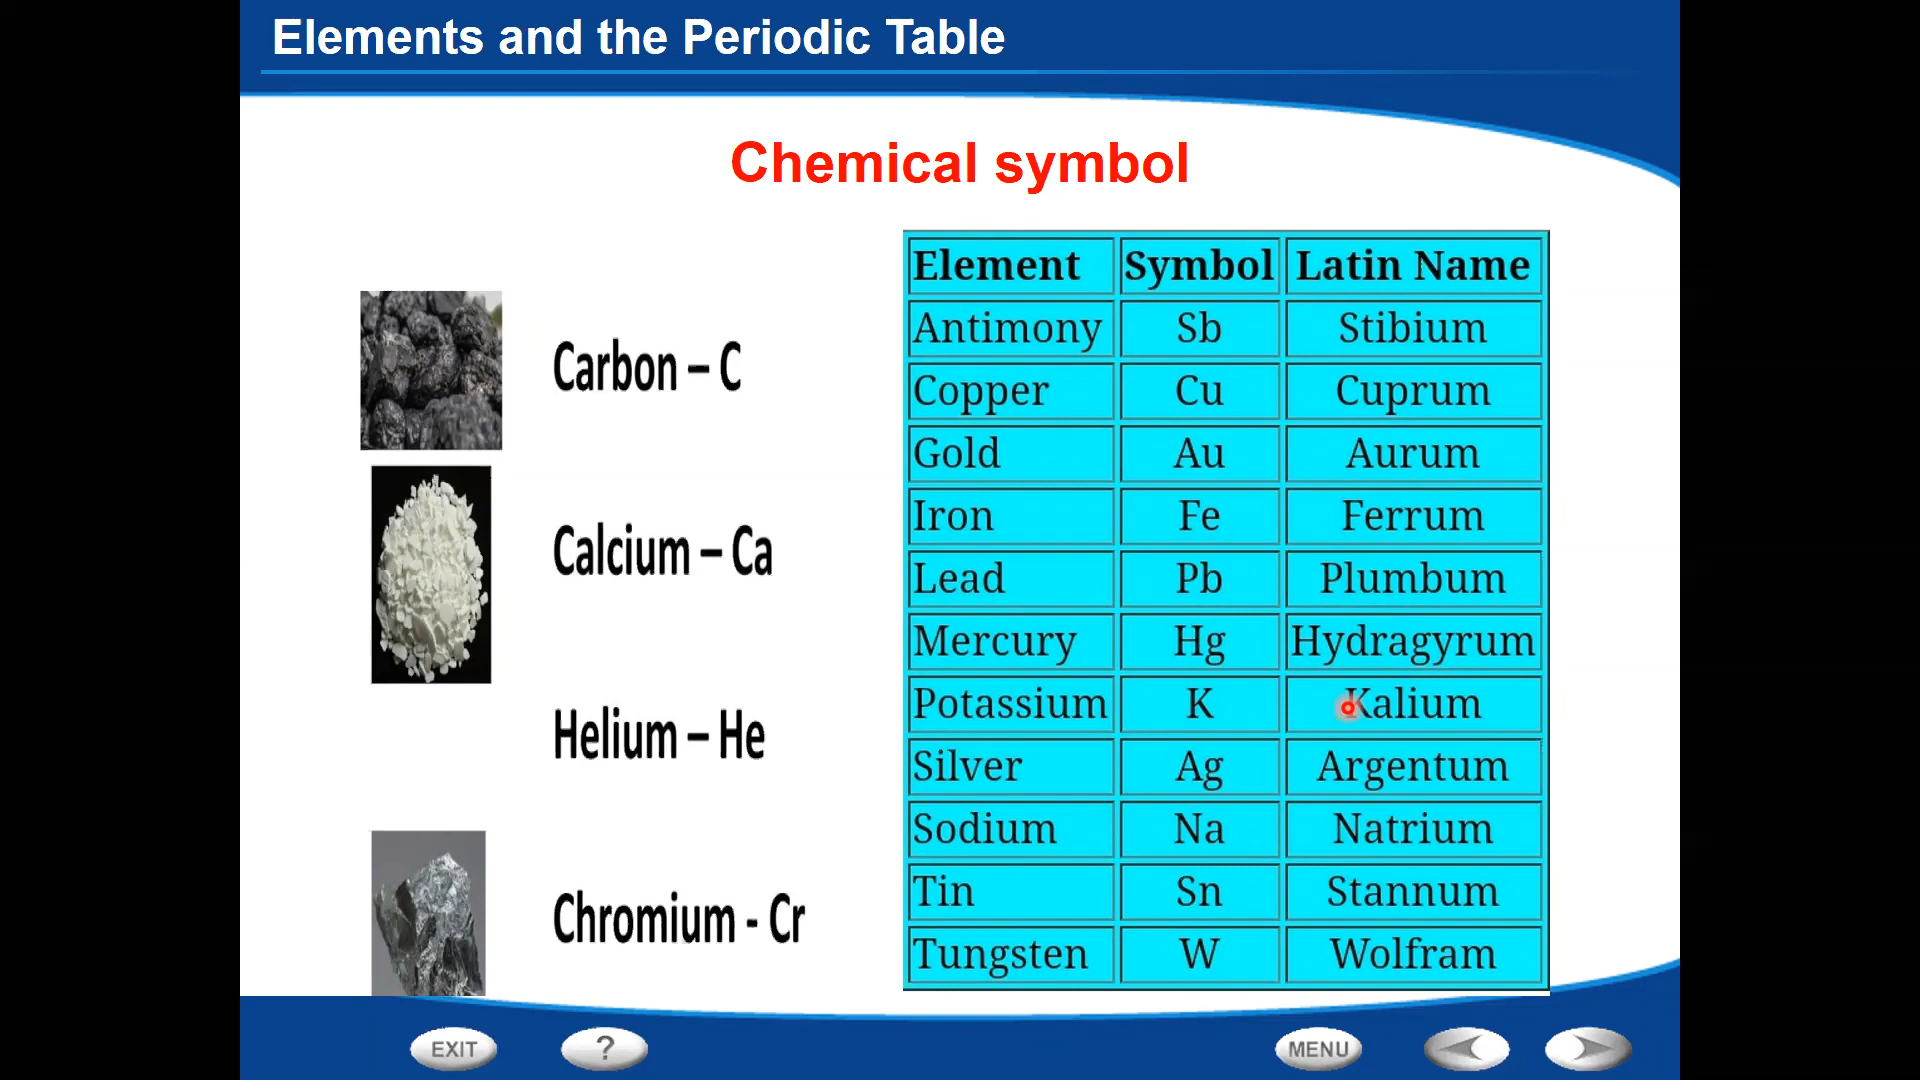 Elements and the Periodic Table
Chemical symbol
Carbon – C
Calcium – Ca
Helium – He
Chromium - Cr
Element Symbol Latin Name
Antimony Sb Stibium
Copper Cu Cuprum
Gold Au Aurum
Iron Fe Ferrum
Lead Pb Plumbum
Mercury Hg Hydragyrum
Potassium K Kalium
Silver Ag Argentum
Sodium Na Natrium
Tin Sn Stannum
Tungsten W Wolfram
EXIT ? MENU